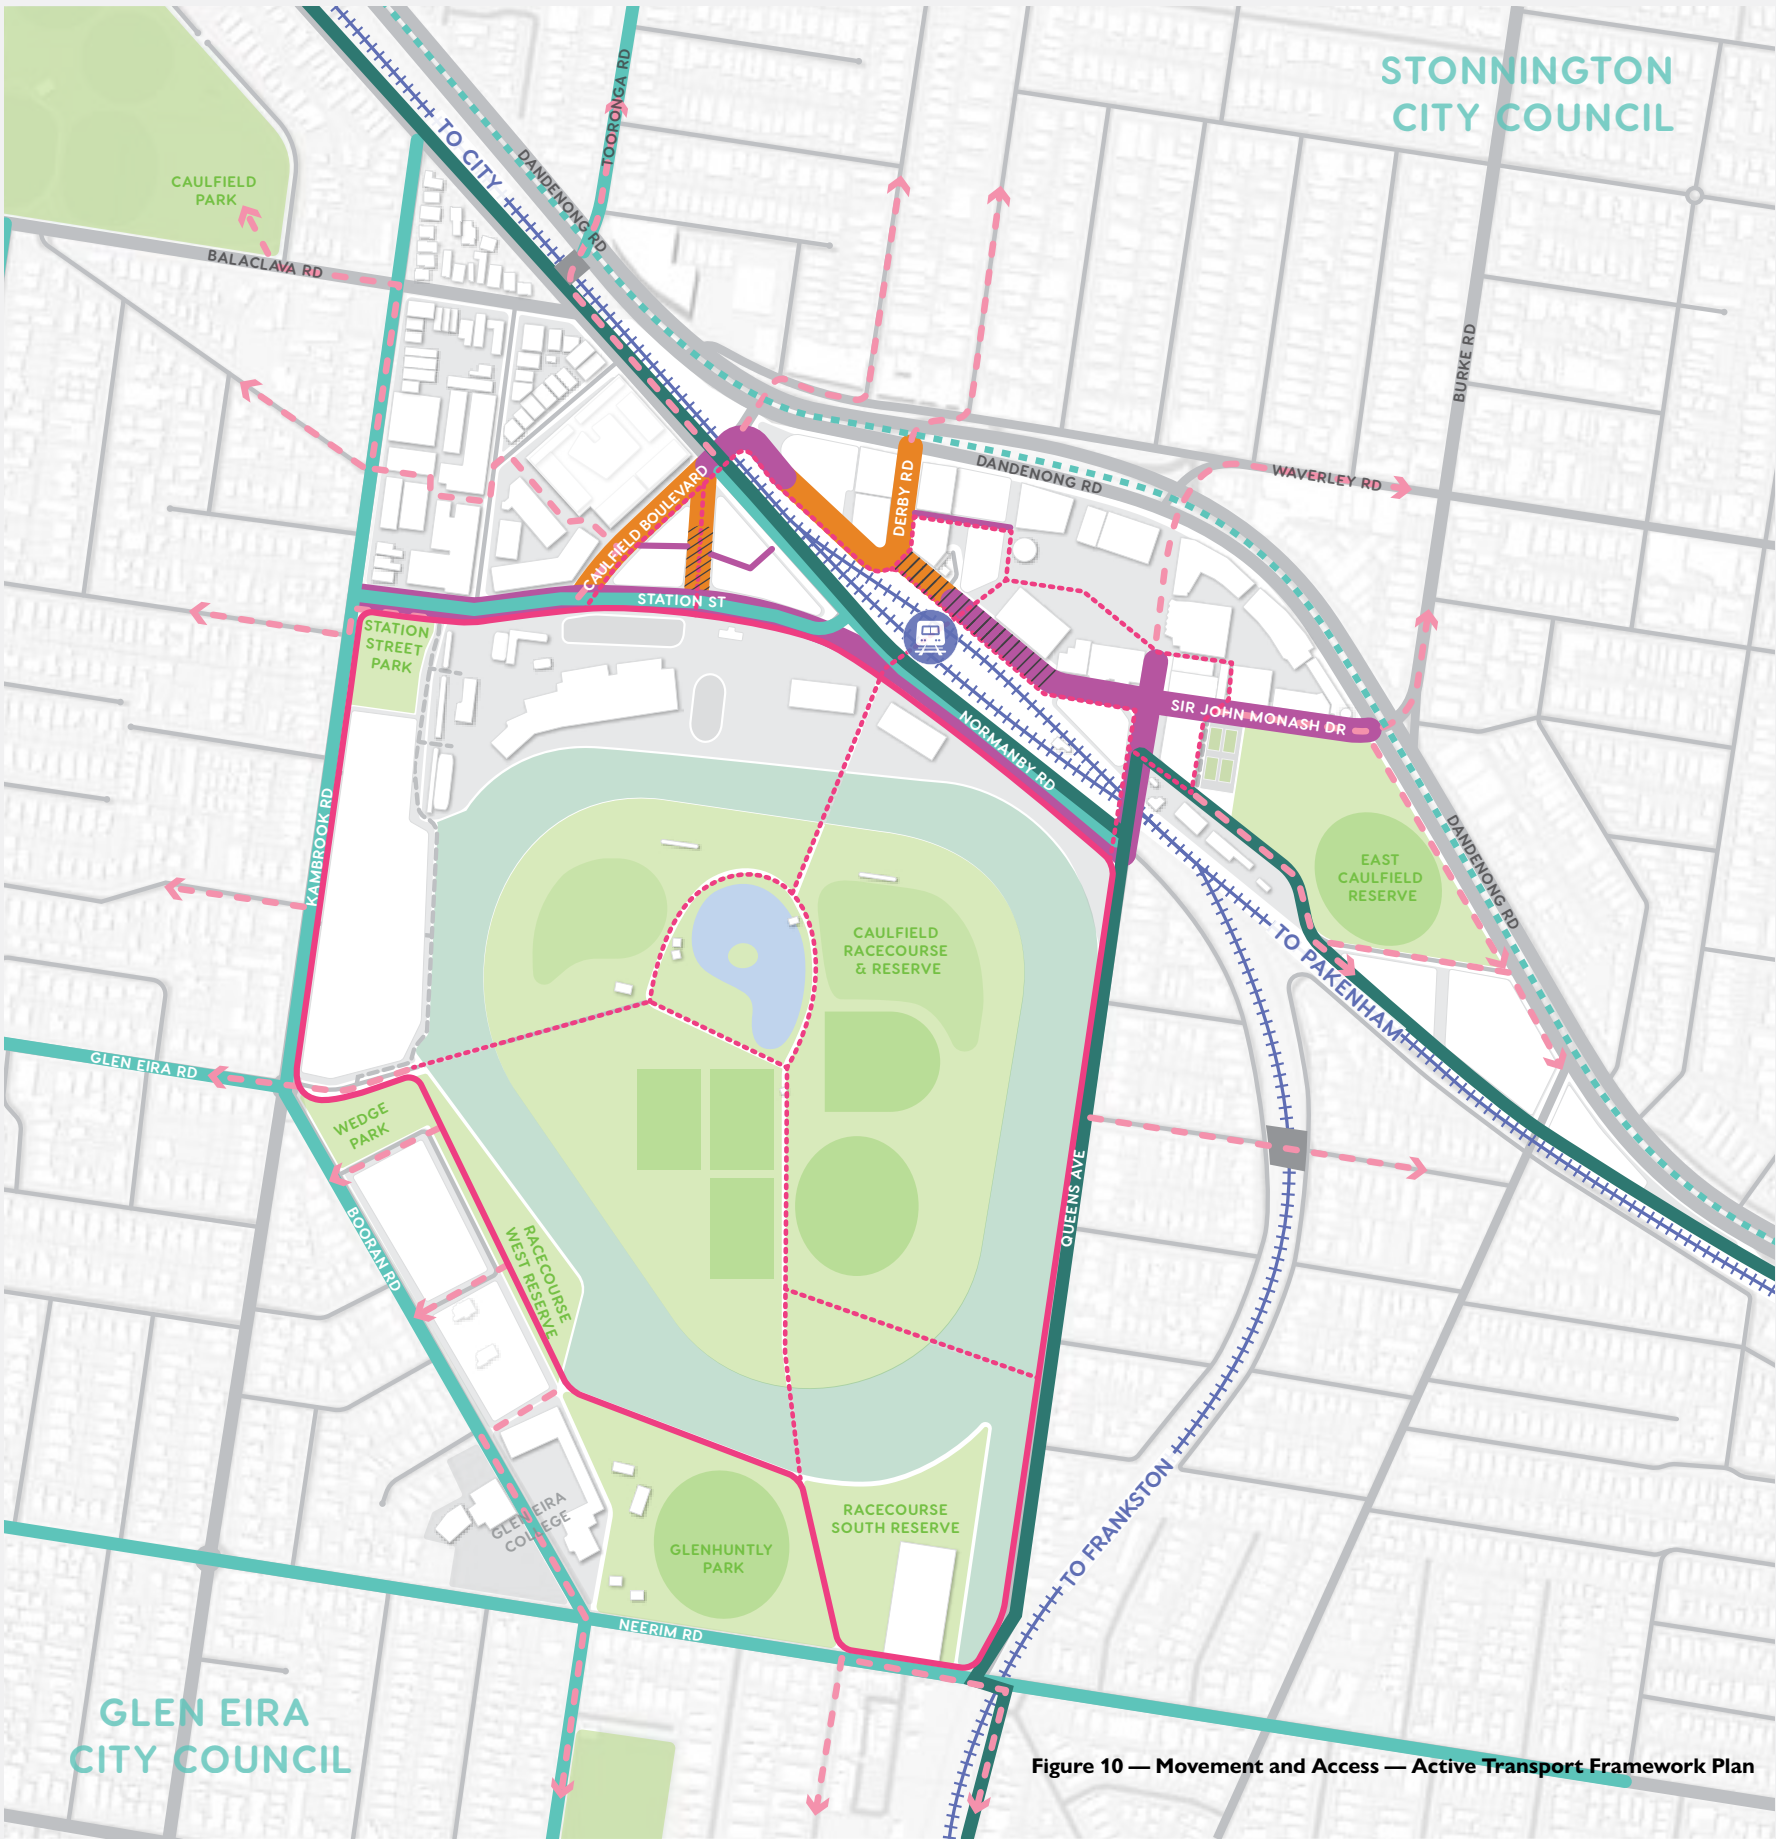 STONNINGTON
CITY COUNCIL
TOORONGA RD
TO CITY
DANDENONG RD
CAULFIELD
PARK
BALACLAVA RD
BURKE RD
DANDENONG RD
WAVERLEY RD
DERBY RD
CAULFIELD BOULEVARD
STATION ST
STATION
STREET
PARK
SIR JOHN MONASH DR
NORMANBY RD
KAMBROOK RD
EAST
CAULFIELD
RESERVE
DANDENONG RD
CAULFIELD
RACECOURSE
& RESERVE
TO PAKENHAM
GLEN EIRA RD
WEDGE
PARK
QUEENS AVE
BOORAN RD
RACECOURSE
WEST RESERVE
GLEN EIRA
COLLEGE
RACECOURSE
SOUTH RESERVE
GLENHUNTLY
PARK
TO FRANKSTON
NEERIM RD
GLEN EIRA
CITY COUNCIL
Figure 10 — Movement and Access — Active Transport Framework Plan